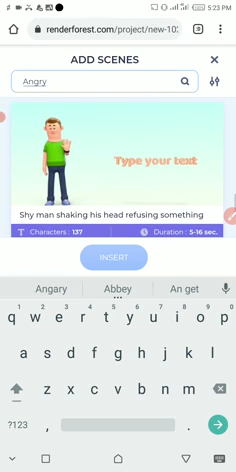 5:23 PM
renderforest.com/project/new-10
ADD SCENES
Angry
Type your text
Shy man shaking his head refusing something
Characters : 137 Duration : 5-16 sec.
INSERT
Angary Abbey An get
1 2 3 4 5 6 7 8 9 0
q w e r t y u i o p
a s d f g h j k l
z x c v b n m
?123 , .